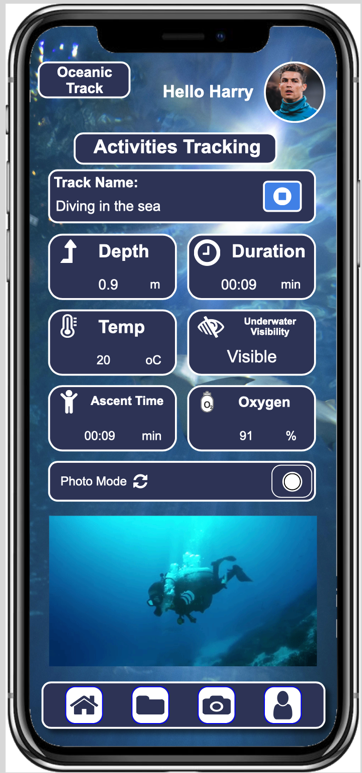 Oceanic
Track
Hello Harry
Activities Tracking
Track Name:
Diving in the sea
Depth
0.9 m
Duration
00:09 min
Temp
20 oC
Underwater
Visibility
Visible
Ascent Time
00:09 min
Oxygen
O₂
91 %
Photo Mode